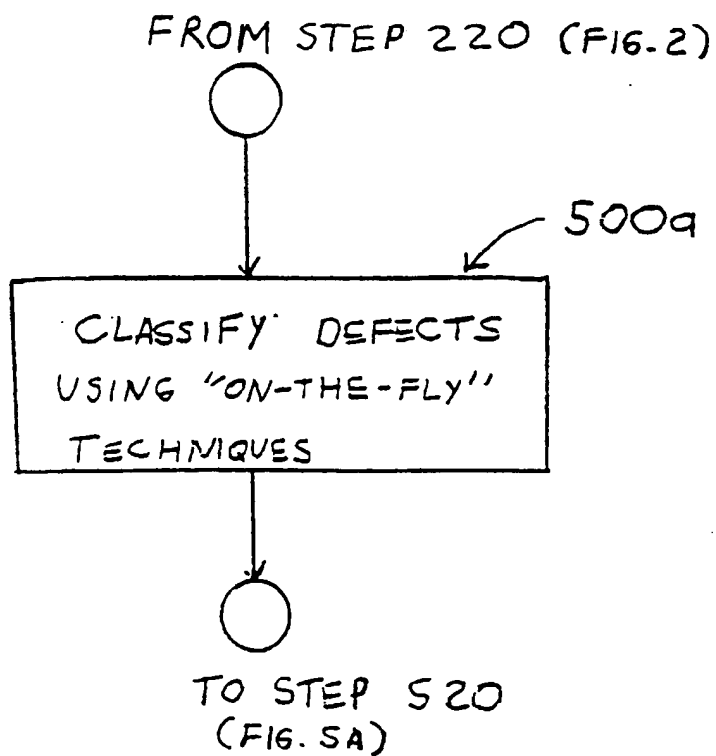 FROM STEP 220 (FIG. 2)
500a
CLASSIFY DEFECTS
USING "ON-THE-FLY"
TECHNIQUES
TO STEP 520
(FIG. 5A)